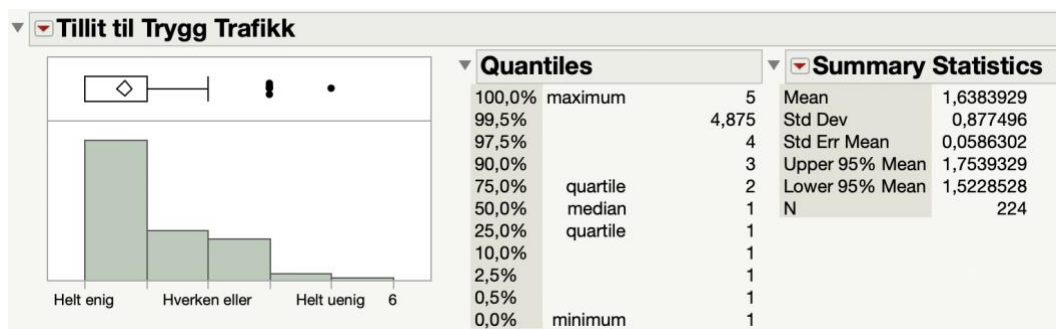 Tillit til Trygg Trafikk
Helt enig Hverken eller Helt uenig 6
Quantiles
100,0% maximum 5
99,5% 4,875
97,5% 4
90,0% 3
75,0% quartile 2
50,0% median 1
25,0% quartile 1
10,0% 1
2,5% 1
0,5% 1
0,0% minimum 1
Summary Statistics
Mean 1,6383929
Std Dev 0,877496
Std Err Mean 0,0586302
Upper 95% Mean 1,7539329
Lower 95% Mean 1,5228528
N 224